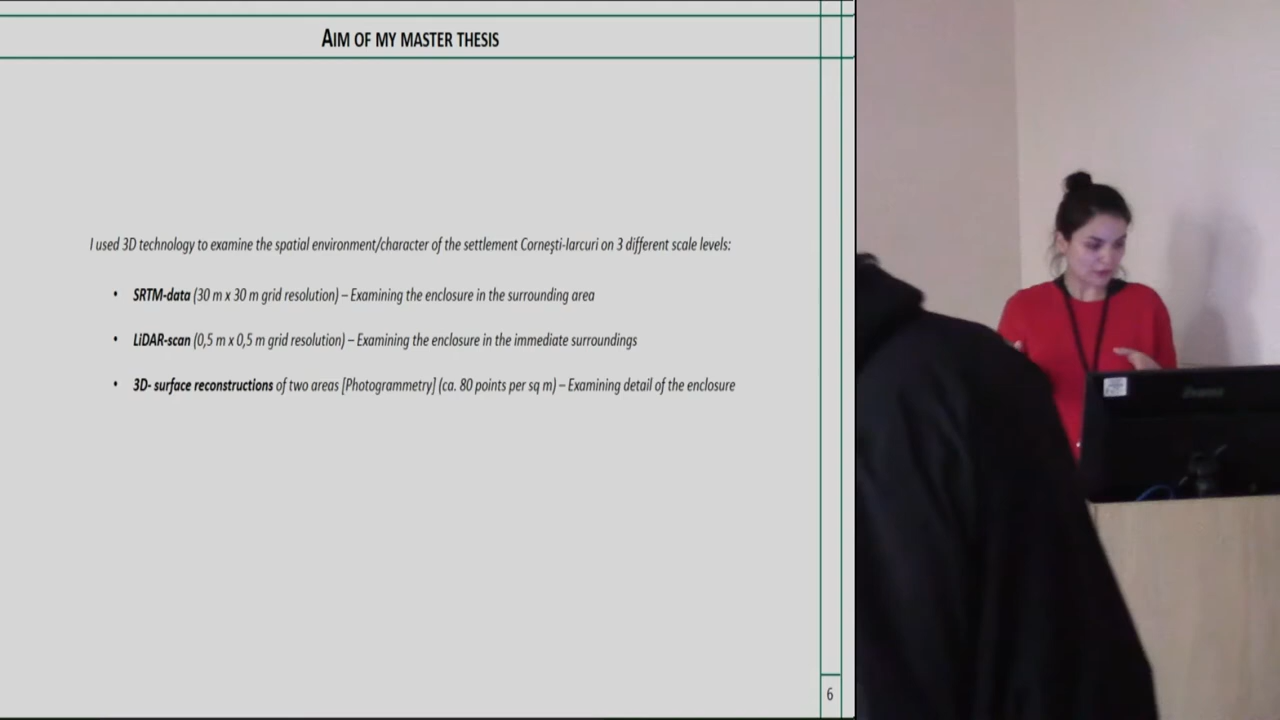 AIM OF MY MASTER THESIS
I used 3D technology to examine the spatial environment/character of the settlement Corneşti-Iarcuri on 3 different scale levels:
• SRTM-data (30 m x 30 m grid resolution) – Examining the enclosure in the surrounding area
• LiDAR-scan (0,5 m x 0,5 m grid resolution) – Examining the enclosure in the immediate surroundings
• 3D- surface reconstructions of two areas [Photogrammetry] (ca. 80 points per sq m) – Examining detail of the enclosure
6